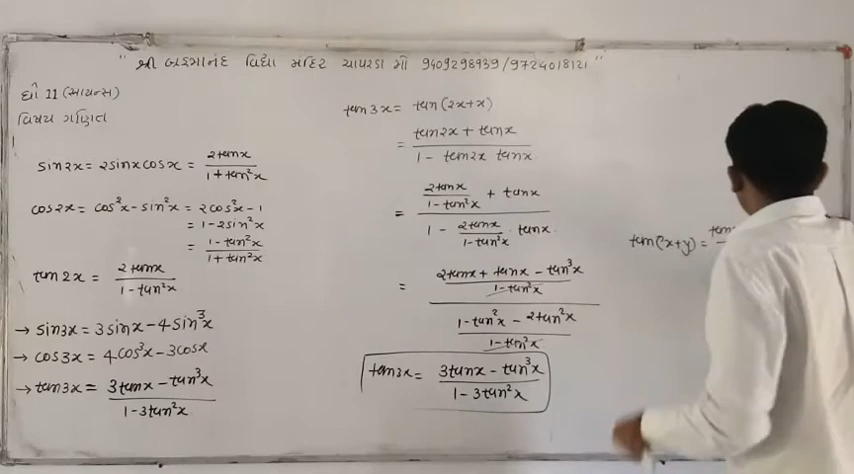 " શ્રી બ્રહ્માનંદ વિદ્યા મંદિર ચાપરડા માં 9409298939/9724018121 "
ધો 11 (સાયન્સ)
વિષય ગણિત
sin2x = 2sinx cosx = 2tanx / 1+tan²x
cos2x = cos²x - sin²x = 2cos²x - 1
= 1 - 2sin²x
= 1-tan²x / 1+tan²x
tan2x = 2tanx / 1-tan²x
→ sin3x = 3sinx - 4sin³x
→ cos3x = 4cos³x - 3cosx
→ tan3x = 3tanx - tan³x / 1-3tan²x
tan3x = tan(2x+x)
= tan2x + tanx / 1 - tan2x tanx
= (2tanx / 1-tan²x + tanx) / (1 - 2tanx / 1-tan²x · tanx)
= (2tanx + tanx - tan³x / 1-tan²x) / (1-tan²x - 2tan²x / 1-tan²x)
tan3x = 3tanx - tan³x / 1-3tan²x
tan(x+y) = tan